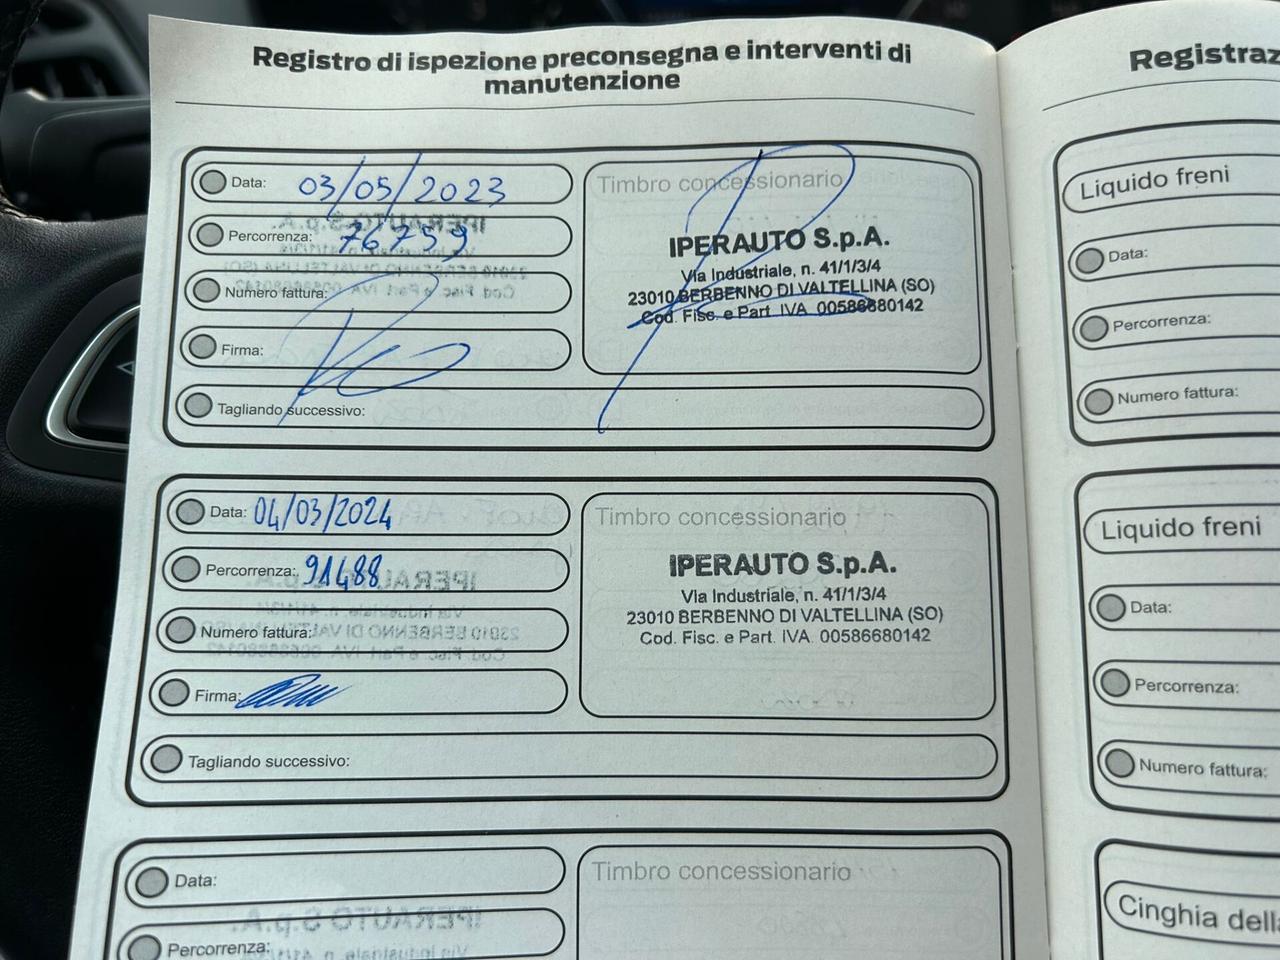 Registro di ispezione preconsegna e interventi di
manutenzione
Data: 03/05/2023
Percorrenza: 76759
Numero fattura:
Firma:
Tagliando successivo:
Timbro concessionario
IPERAUTO S.p.A.
Via Industriale, n. 41/1/3/4
23010 BERBENNO DI VALTELLINA (SO)
Cod. Fisc. e Part. IVA 00586680142
Data: 04/03/2024
Percorrenza: 91488
Numero fattura:
Firma:
Tagliando successivo:
Timbro concessionario
IPERAUTO S.p.A.
Via Industriale, n. 41/1/3/4
23010 BERBENNO DI VALTELLINA (SO)
Cod. Fisc. e Part. IVA 00586680142
Data:
Percorrenza:
Timbro concessionario
Registraz
Liquido freni
Data:
Percorrenza:
Numero fattura:
Liquido freni
Data:
Percorrenza:
Numero fattura:
Cinghia dell